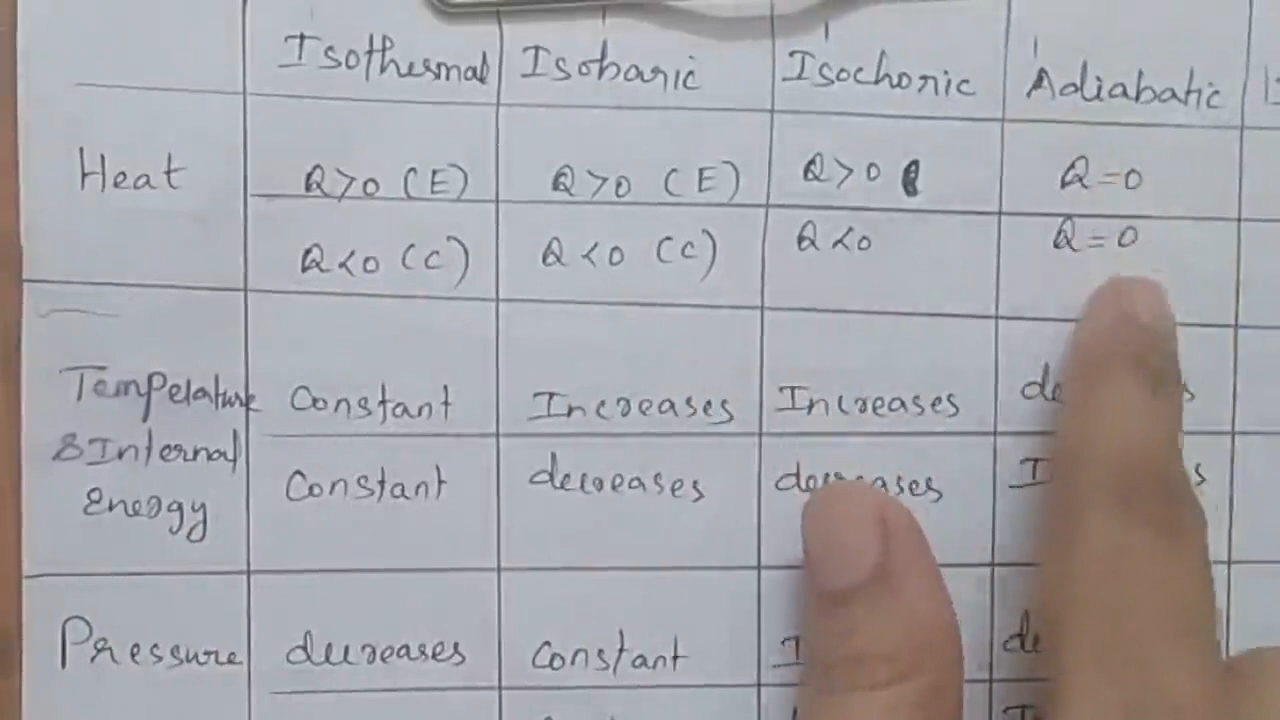 Isothermal Isobaric Isochoric Adiabatic
Heat Q>0 (E) Q>0 (E) Q>0 Q=0
Q<0 (C) Q<0 (C) Q<0 Q=0
Temperature Constant Increases Increases
& Internal
Energy Constant decreases decreases
Pressure decreases constant